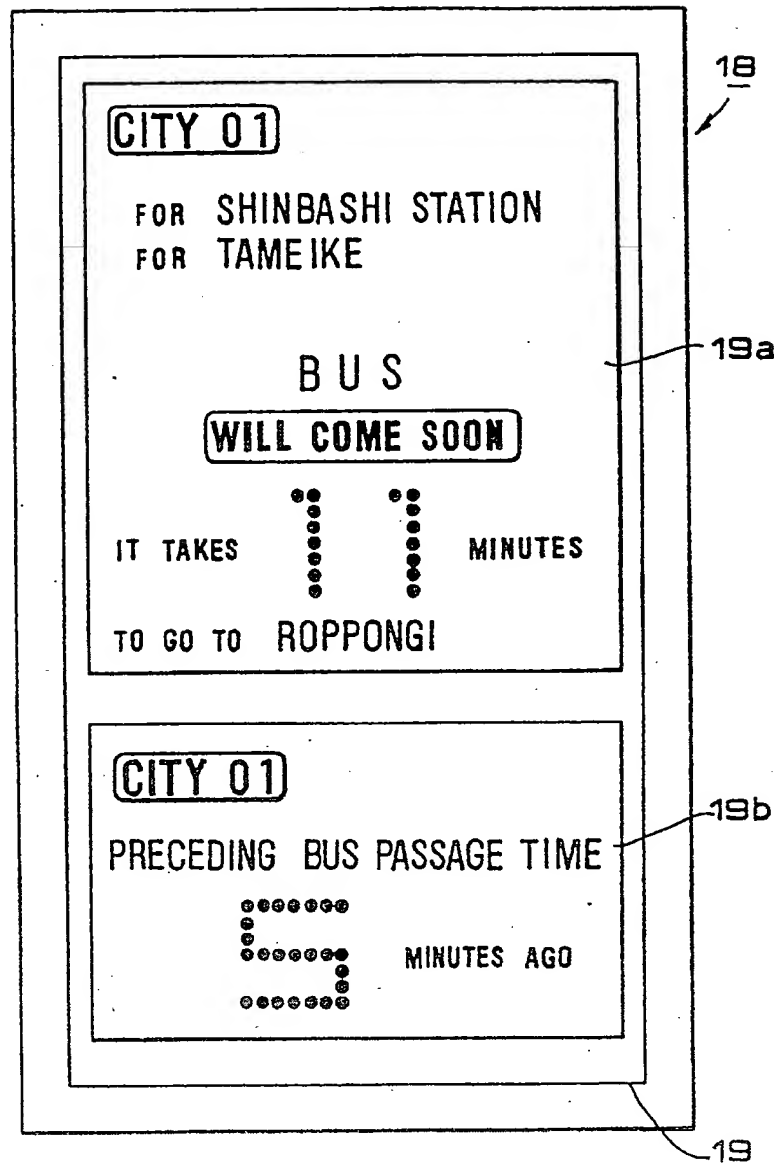 18
CITY 01
FOR SHINBASHI STATION
FOR TAMEIKE
19a
BUS
WILL COME SOON
IT TAKES 11 MINUTES
TO GO TO ROPPONGI
CITY 01
19b
PRECEDING BUS PASSAGE TIME
5 MINUTES AGO
19